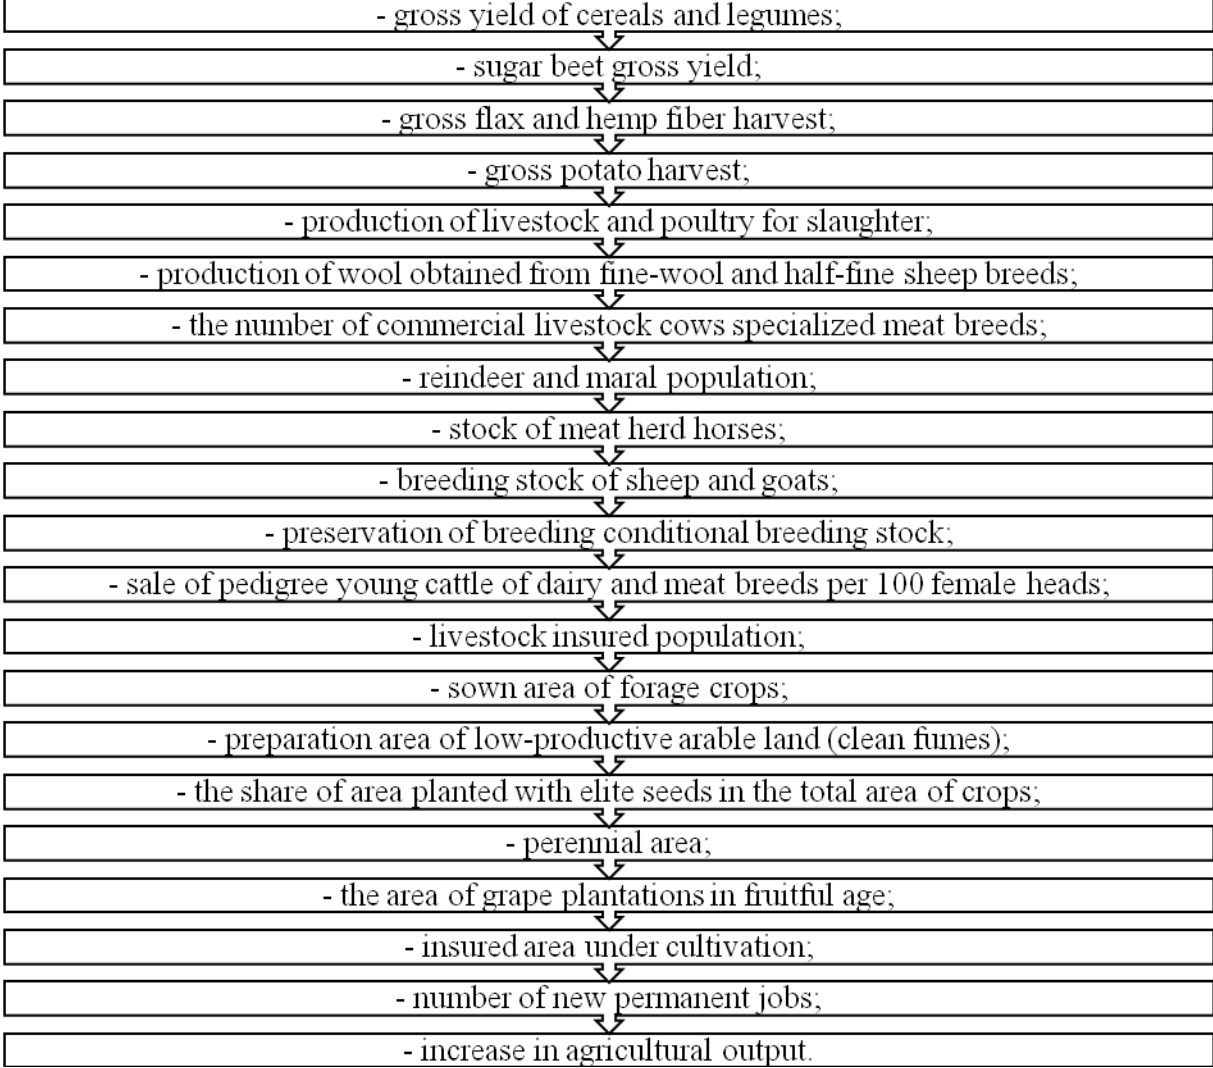 - gross yield of cereals and legumes;
- sugar beet gross yield;
- gross flax and hemp fiber harvest;
- gross potato harvest;
- production of livestock and poultry for slaughter;
- production of wool obtained from fine-wool and half-fine sheep breeds;
- the number of commercial livestock cows specialized meat breeds;
- reindeer and maral population;
- stock of meat herd horses;
- breeding stock of sheep and goats;
- preservation of breeding conditional breeding stock;
- sale of pedigree young cattle of dairy and meat breeds per 100 female heads;
- livestock insured population;
- sown area of forage crops;
- preparation area of low-productive arable land (clean fumes);
- the share of area planted with elite seeds in the total area of crops;
- perennial area;
- the area of grape plantations in fruitful age;
- insured area under cultivation;
- number of new permanent jobs;
- increase in agricultural output.